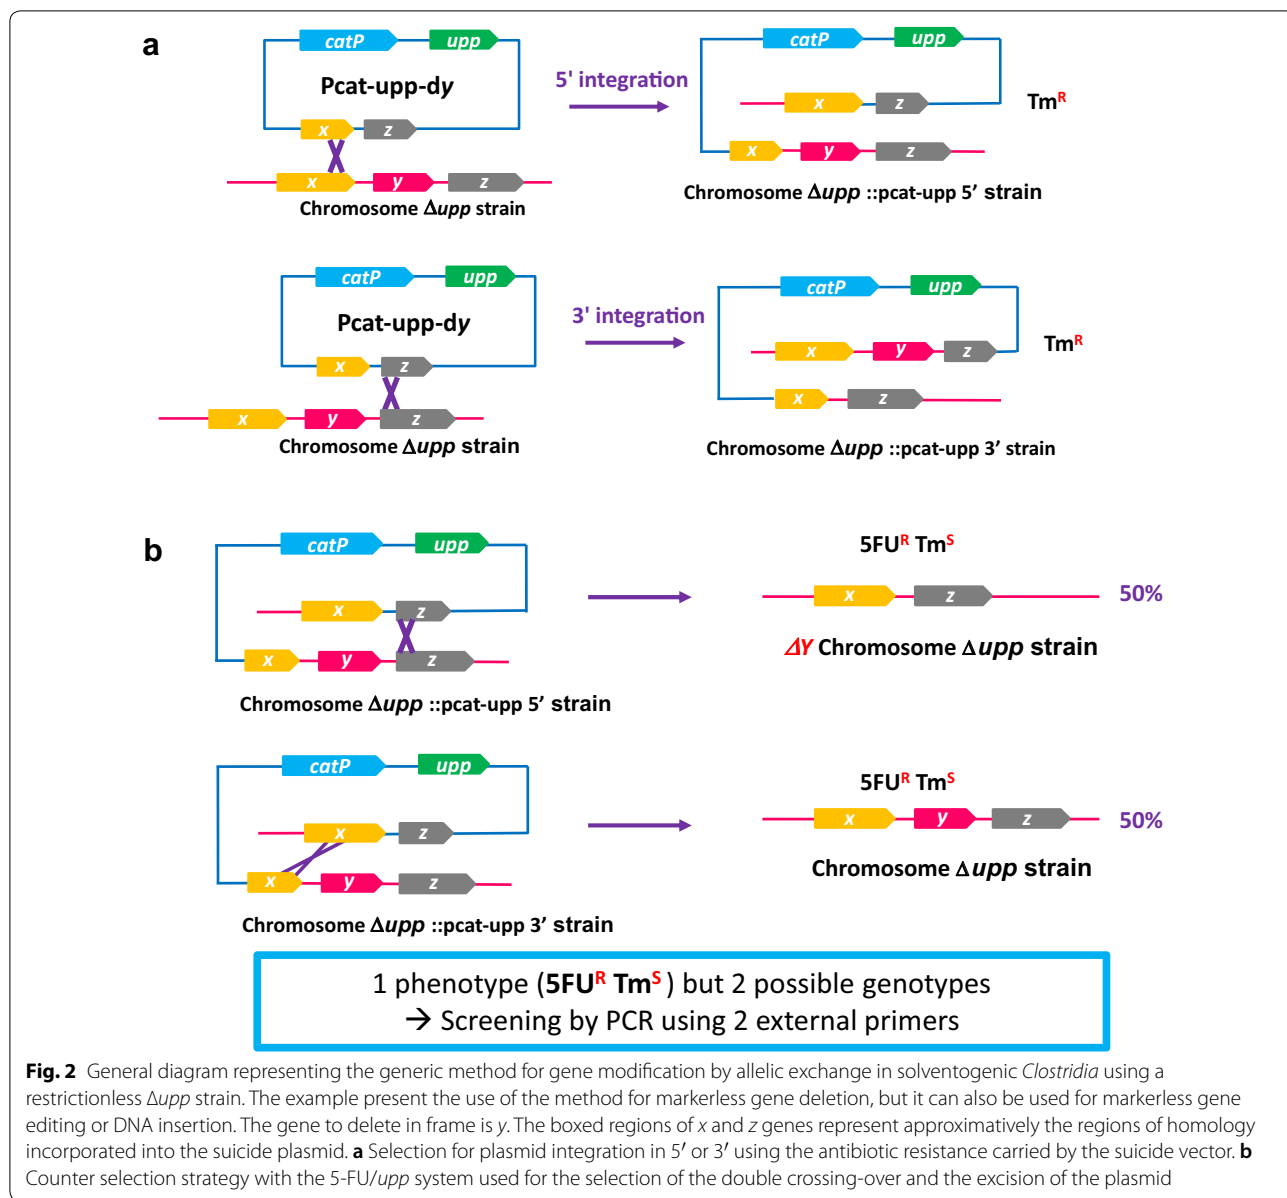 a
catP upp
Pcat-upp-dy
x z
x y z
Chromosome Δupp strain
5' integration
catP upp
x z
TmR
x y z
Chromosome Δupp ::pcat-upp 5’ strain
catP upp
Pcat-upp-dy
x z
x y z
Chromosome Δupp strain
3' integration
catP upp
x y z
TmR
x z
Chromosome Δupp ::pcat-upp 3’ strain
b
catP upp
x z
x y z
Chromosome Δupp ::pcat-upp 5’ strain
5FUR TmS
x z
50%
ΔY Chromosome Δupp strain
catP upp
x z
x y z
Chromosome Δupp ::pcat-upp 3’ strain
5FUR TmS
x y z
50%
Chromosome Δupp strain
1 phenotype (5FUR TmS ) but 2 possible genotypes
→ Screening by PCR using 2 external primers
Fig. 2 General diagram representing the generic method for gene modification by allelic exchange in solventogenic Clostridia using a
restrictionless Δupp strain. The example present the use of the method for markerless gene deletion, but it can also be used for markerless gene
editing or DNA insertion. The gene to delete in frame is y. The boxed regions of x and z genes represent approximatively the regions of homology
incorporated into the suicide plasmid. a Selection for plasmid integration in 5′ or 3′ using the antibiotic resistance carried by the suicide vector. b
Counter selection strategy with the 5-FU/upp system used for the selection of the double crossing-over and the excision of the plasmid